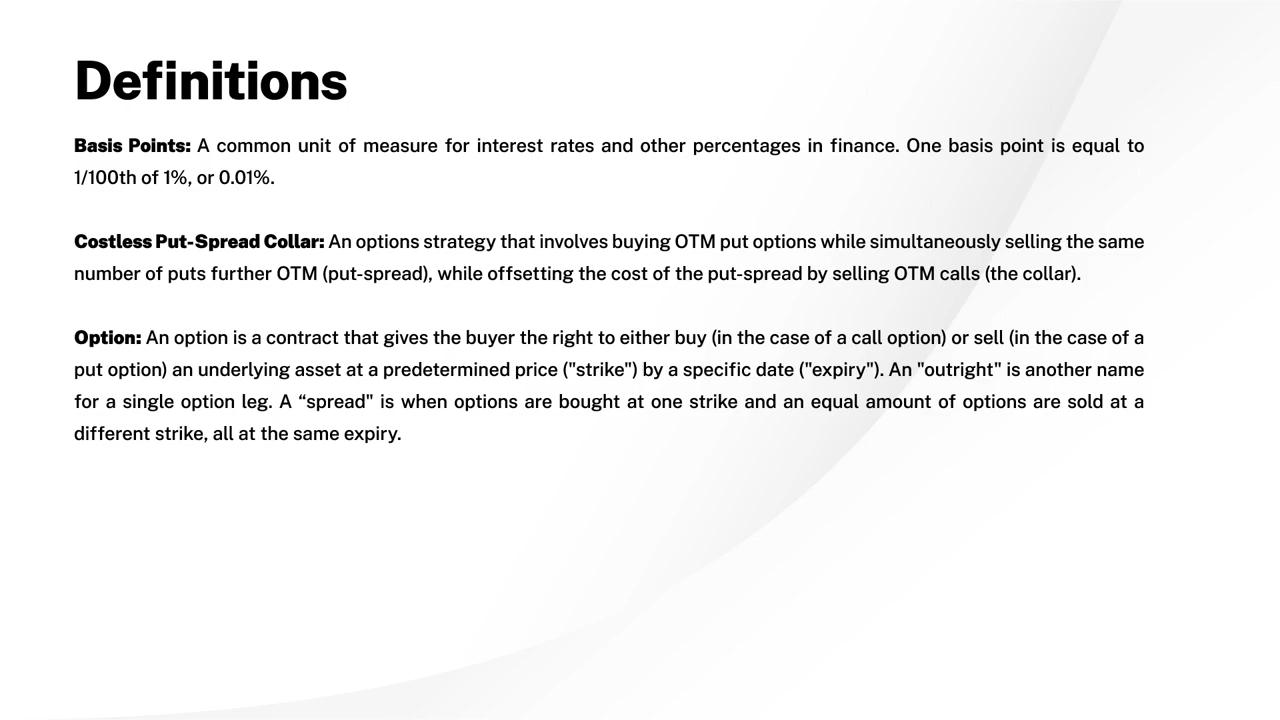 Definitions
Basis Points: A common unit of measure for interest rates and other percentages in finance. One basis point is equal to
1/100th of 1%, or 0.01%.
Costless Put-Spread Collar: An options strategy that involves buying OTM put options while simultaneously selling the same
number of puts further OTM (put-spread), while offsetting the cost of the put-spread by selling OTM calls (the collar).
Option: An option is a contract that gives the buyer the right to either buy (in the case of a call option) or sell (in the case of a
put option) an underlying asset at a predetermined price ("strike") by a specific date ("expiry"). An "outright" is another name
for a single option leg. A “spread" is when options are bought at one strike and an equal amount of options are sold at a
different strike, all at the same expiry.